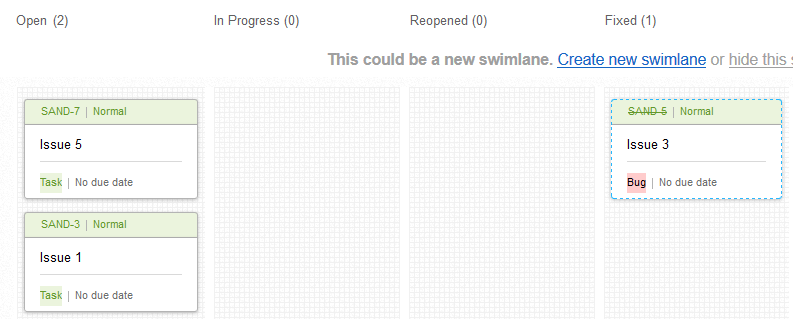 Open (2) In Progress (0) Reopened (0) Fixed (1)
This could be a new swimlane. Create new swimlane or hide this
SAND-7 | Normal
Issue 5
Task | No due date
SAND-3 | Normal
Issue 1
Task | No due date
SAND-5 | Normal
Issue 3
Bug | No due date